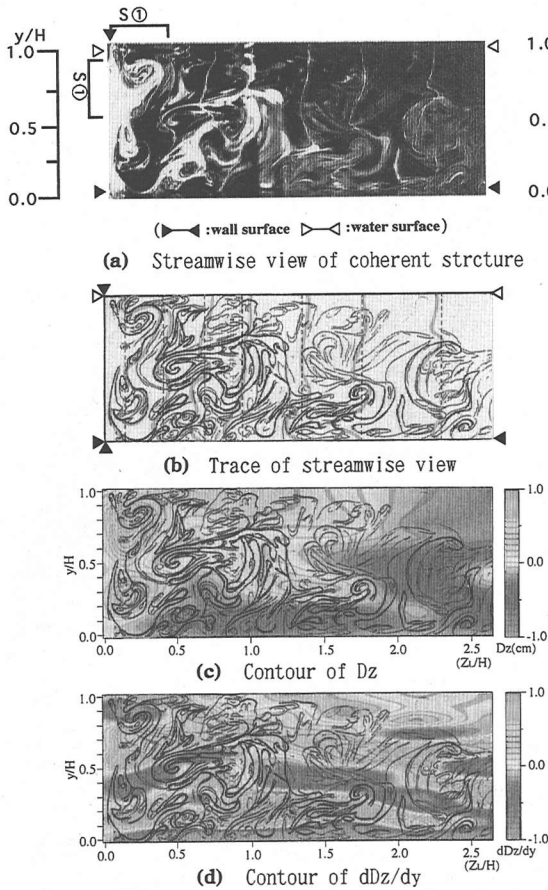 S①
y/H
1.0
0.5
0.0
S①
1.0
0.
0.0
(▶◀ :wall surface ▷◁ :water surface)
(a) Streamwise view of coherent strcture
(b) Trace of streamwise view
y/H
1.0
0.5
0.0
0.0 0.5 1.0 1.5 2.0 2.5
(ZL/H)
1.0
0.0
-1.0
Dz(cm)
(c) Contour of Dz
y/H
1.0
0.5
0.0
0.0 0.5 1.0 1.5 2.0 2.5
(ZL/H)
1.0
0.0
-1.0
dDz/dy
(d) Contour of dDz/dy